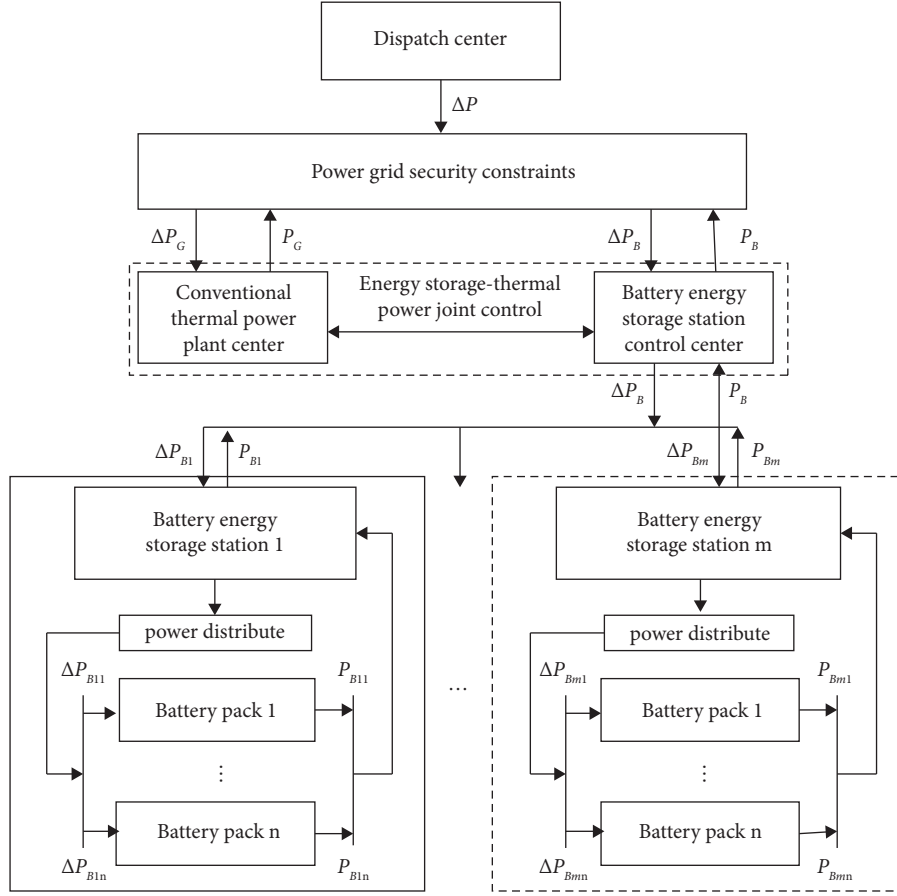 Dispatch center
ΔP
Power grid security constraints
ΔP_G
P_G
ΔP_B
P_B
Conventional
thermal power
plant center
Energy storage-thermal
power joint control
Battery energy
storage station
control center
ΔP_B
P_B
ΔP_B1
P_B1
ΔP_Bm
P_Bm
Battery energy
storage station 1
power distribute
ΔP_B11
P_B11
Battery pack 1
⋮
Battery pack n
ΔP_B1n
P_B1n
...
Battery energy
storage station m
power distribute
ΔP_Bm1
P_Bm1
Battery pack 1
⋮
Battery pack n
ΔP_Bmn
P_Bmn